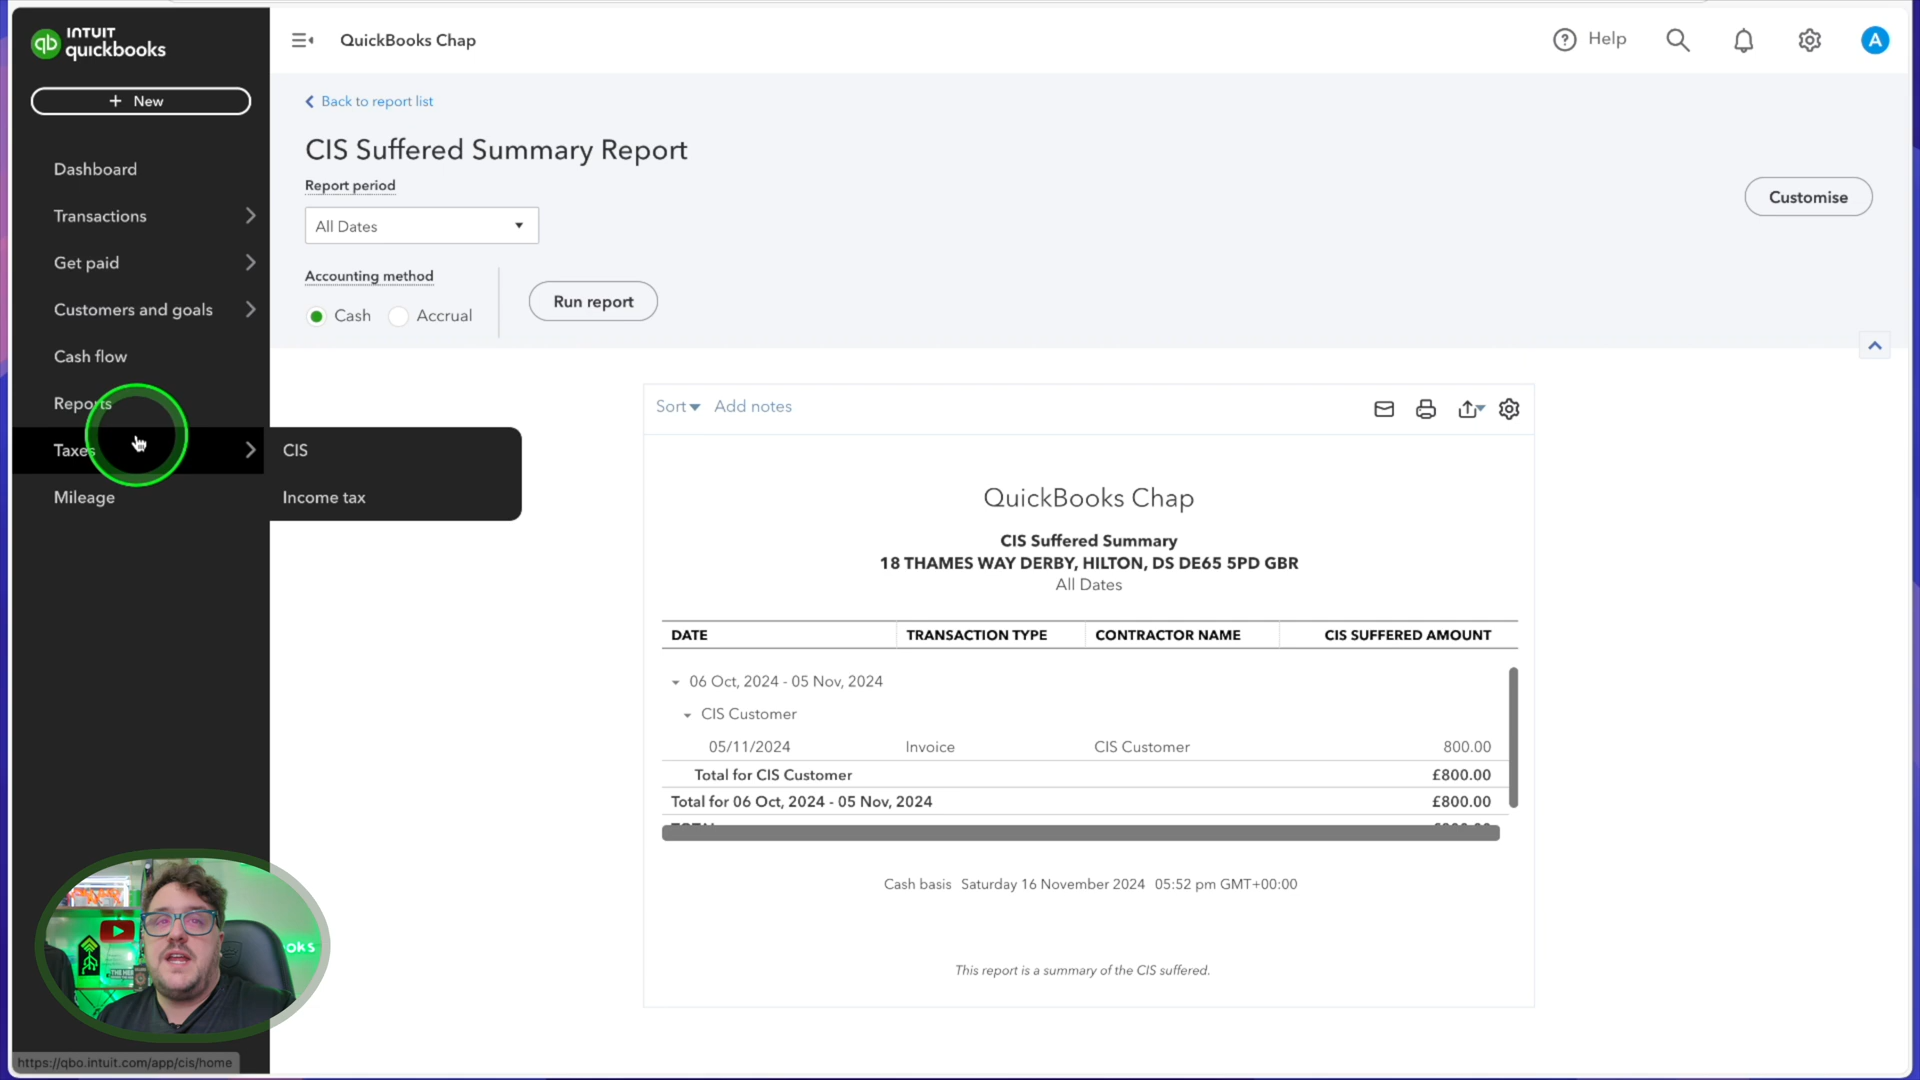 INTUIT
quickbooks
QuickBooks Chap
Help
A
+ New
Back to report list
CIS Suffered Summary Report
Report period
Customise
Dashboard
All Dates
Transactions
Get paid
Accounting method
Customers and goals
Cash
Accrual
Run report
Cash flow
Reports
Sort
Add notes
Taxes
CIS
Mileage
Income tax
QuickBooks Chap
CIS Suffered Summary
18 THAMES WAY DERBY, HILTON, DS DE65 5PD GBR
All Dates
DATE
TRANSACTION TYPE
CONTRACTOR NAME
CIS SUFFERED AMOUNT
06 Oct, 2024 - 05 Nov, 2024
CIS Customer
05/11/2024
Invoice
CIS Customer
800.00
Total for CIS Customer
£800.00
Total for 06 Oct, 2024 - 05 Nov, 2024
£800.00
Cash basis Saturday 16 November 2024 05:52 pm GMT+00:00
This report is a summary of the CIS suffered.
https://qbo.intuit.com/app/cis/home